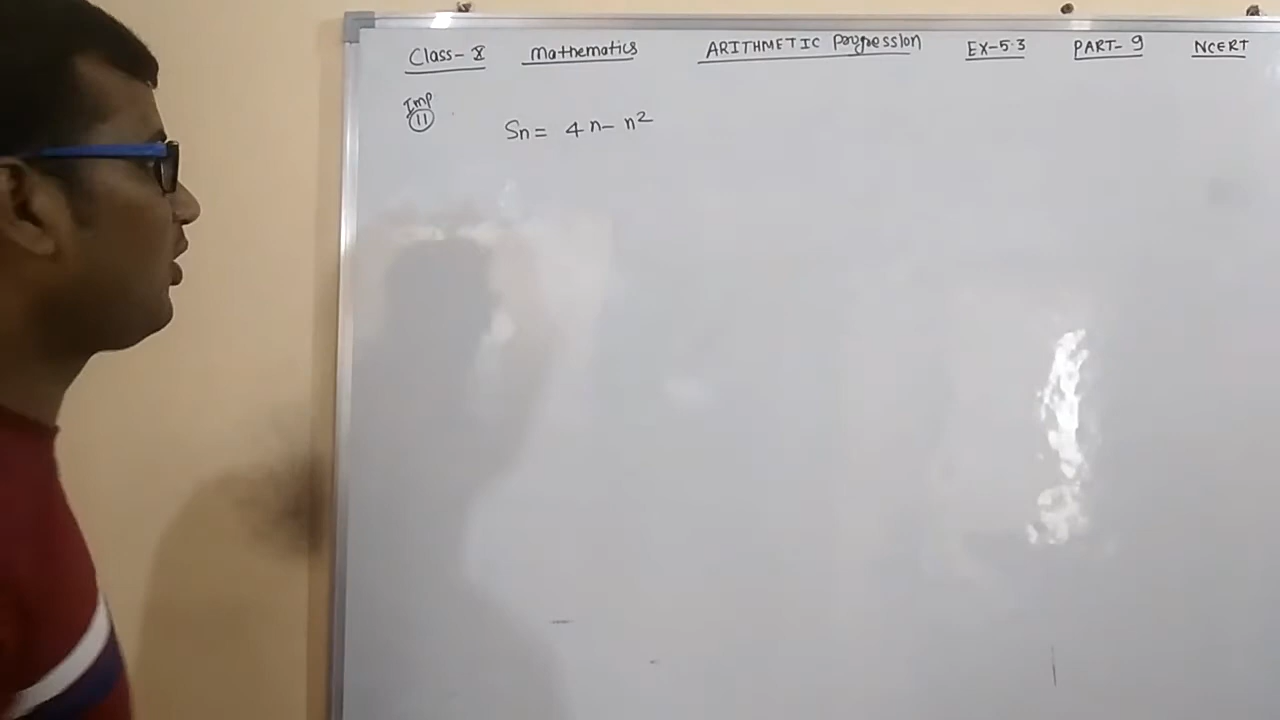 Class- X Mathematics ARITHMETIC Progression EX-5.3 PART-9 NCERT
Imp
11 Sn = 4n - n²